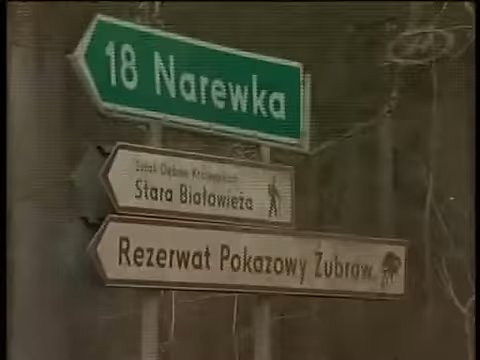 18 Narewka
Szlak Dębów Królewskich
Stara Białowieża
Rezerwat Pokazowy Żubrów